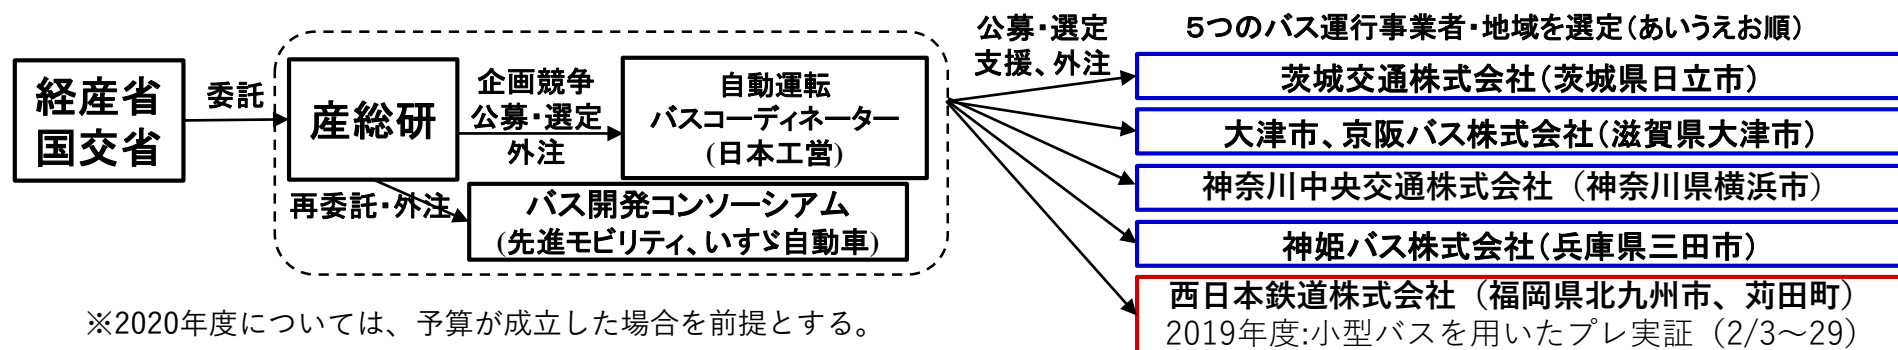 経産省
国交省
委託
産総研
企画競争
公募・選定
外注
自動運転
バスコーディネーター
(日本工営)
再委託・外注
バス開発コンソーシアム
(先進モビリティ、いすゞ自動車)
公募・選定
支援、外注
5つのバス運行事業者・地域を選定(あいうえお順)
茨城交通株式会社(茨城県日立市)
大津市、京阪バス株式会社(滋賀県大津市)
神奈川中央交通株式会社（神奈川県横浜市）
神姫バス株式会社(兵庫県三田市)
西日本鉄道株式会社（福岡県北九州市、苅田町）
2019年度:小型バスを用いたプレ実証（2/3～29）
※2020年度については、予算が成立した場合を前提とする。